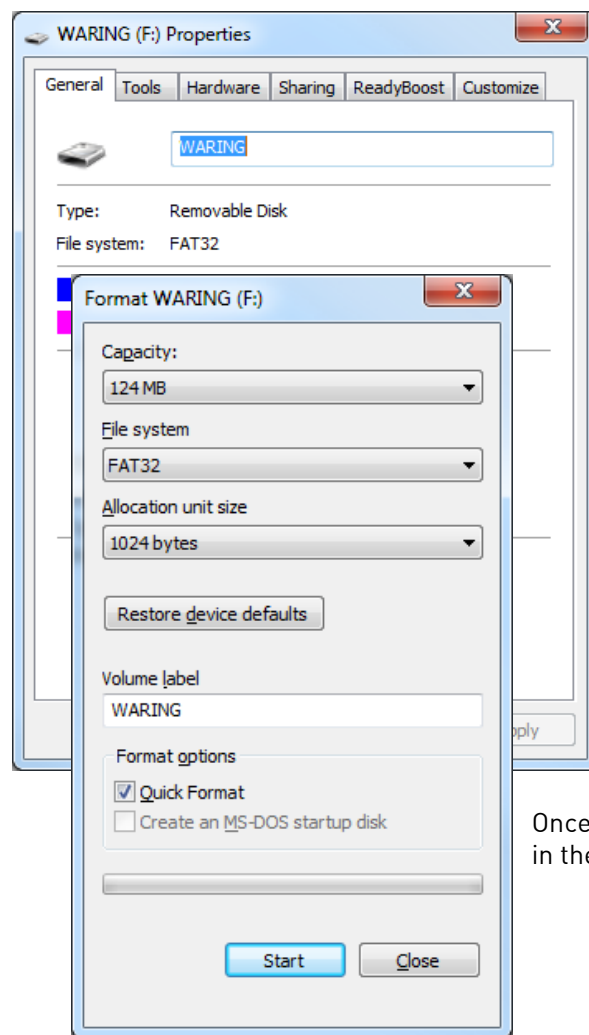 WARING (F:) Properties
General Tools Hardware Sharing ReadyBoost Customize
WARING
Type: Removable Disk
File system: FAT32
Format WARING (F:)
Capacity:
124 MB
File system
FAT32
Allocation unit size
1024 bytes
Restore device defaults
Volume label
WARING
Format options
Quick Format
Create an MS-DOS startup disk
Start Close
Once
in the